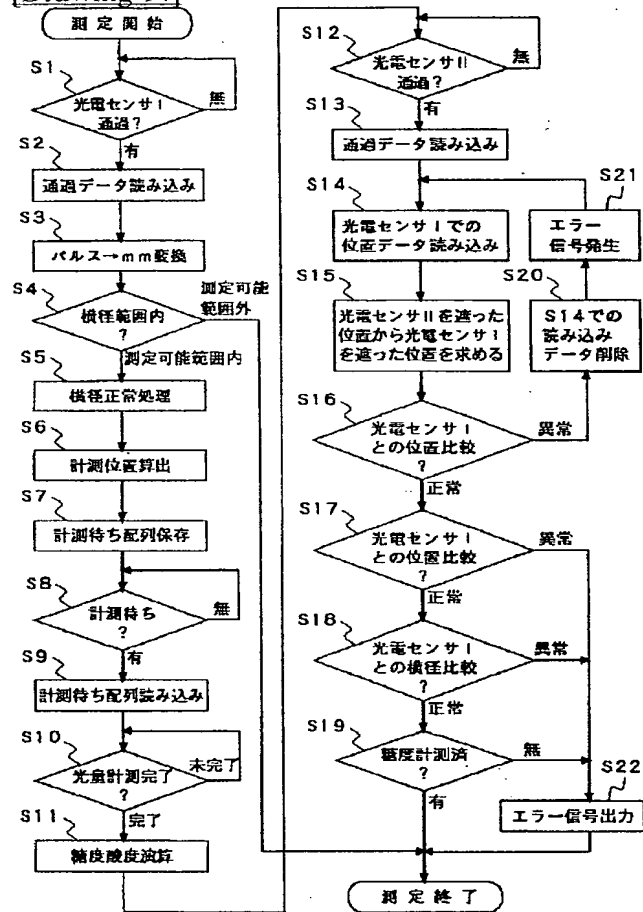 [Drawing 9]
測定開始
S1
光電センサI
通過?
無
有
S2
通過データ読み込み
S3
パルス→mm変換
S4
横径範囲内
?
測定可能
範囲外
測定可能範囲内
S5
横径正常処理
S6
計測位置算出
S7
計測待ち配列保存
S8
計測待ち
?
無
有
S9
計測待ち配列読み込み
S10
光量計測完了
?
未完了
完了
S11
糖度酸度演算
S12
光電センサII
通過?
無
有
S13
通過データ読み込み
S14
光電センサIでの
位置データ読み込み
S15
光電センサIIを遮った
位置から光電センサI
を遮った位置を求める
S16
光電センサI
との位置比較
?
異常
正常
S17
光電センサI
との位置比較
?
異常
正常
S18
光電センサI
との横径比較
?
異常
正常
S19
糖度計測済
?
無
有
S20
S14での
読み込み
データ削除
S21
エラー
信号発生
S22
エラー信号出力
測定終了